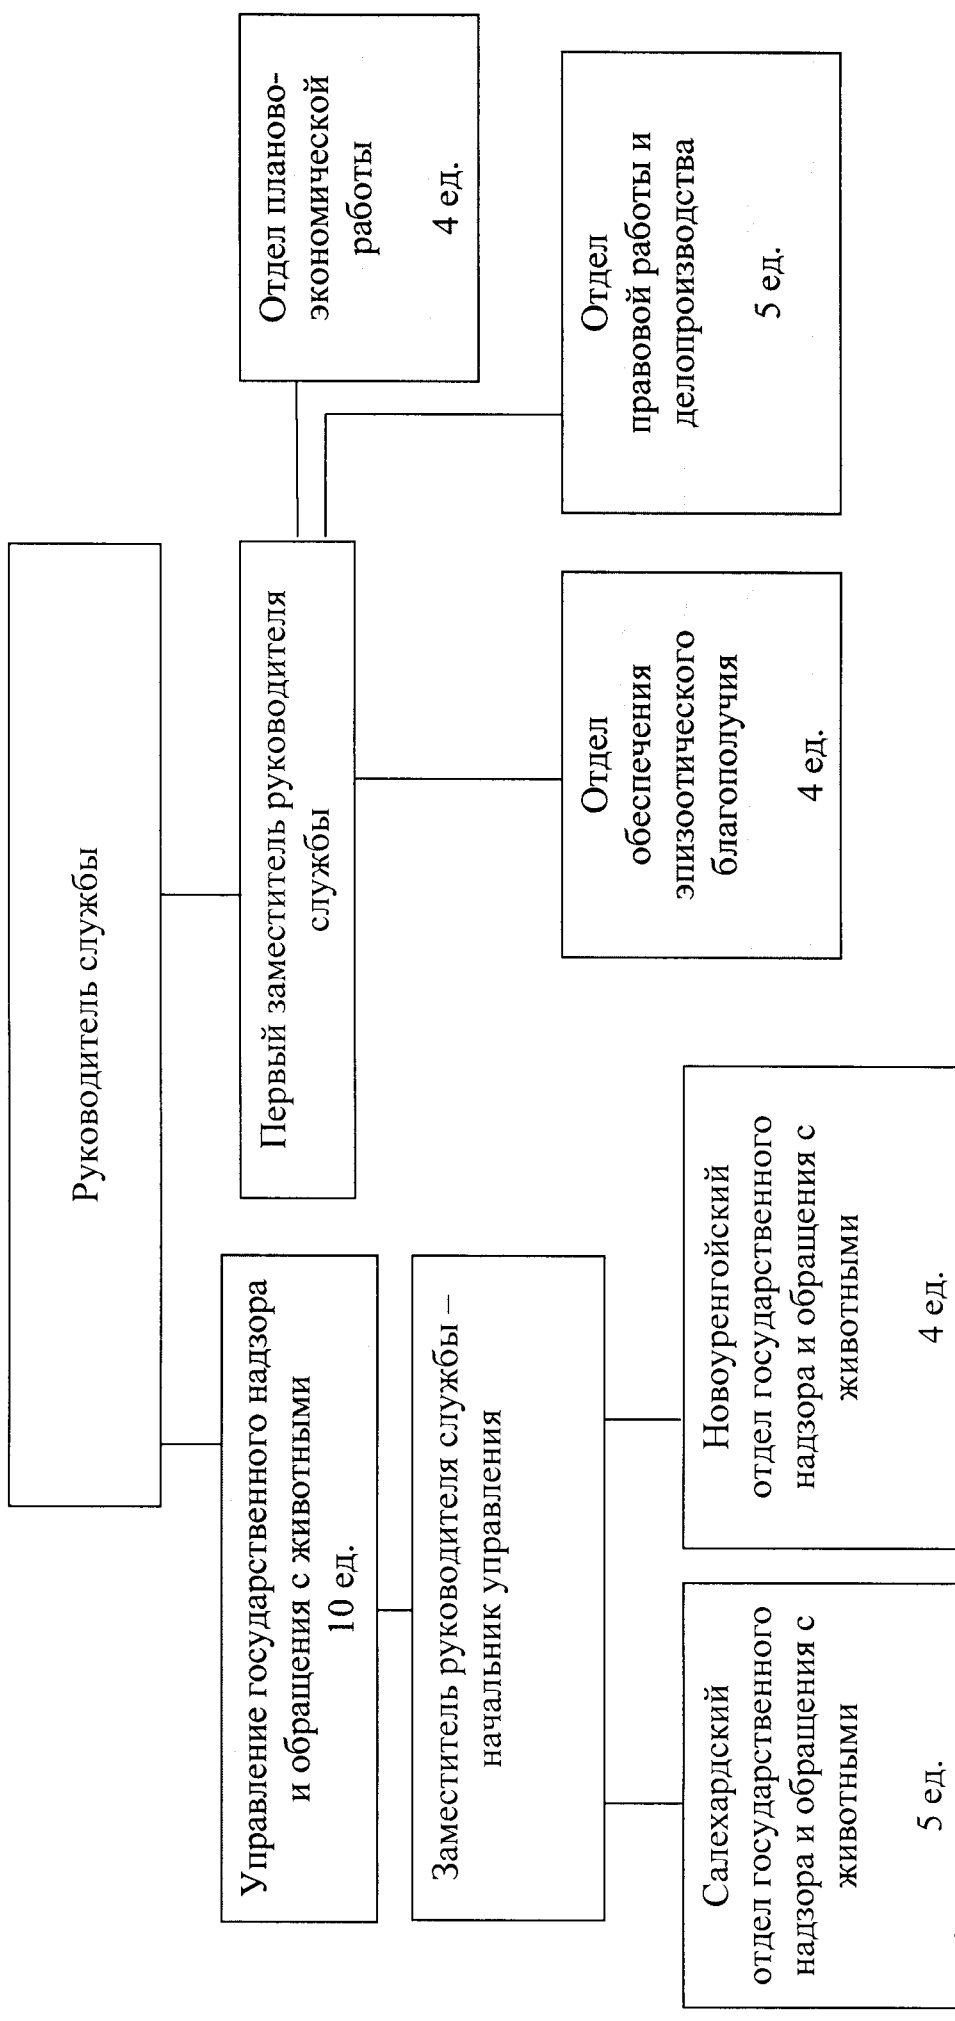 Руководитель службы
Управление государственного надзора
и обращения с животными
10 ед.
Заместитель руководителя службы –
начальник управления
Салехардский
отдел государственного
надзора и обращения с
животными
5 ед.
Новоуренгойский
отдел государственного
надзора и обращения с
животными
4 ед.
Первый заместитель руководителя
службы
Отдел
обеспечения
эпизоотического
благополучия
4 ед.
Отдел планово-
экономической
работы
4 ед.
Отдел
правовой работы и
делопроизводства
5 ед.